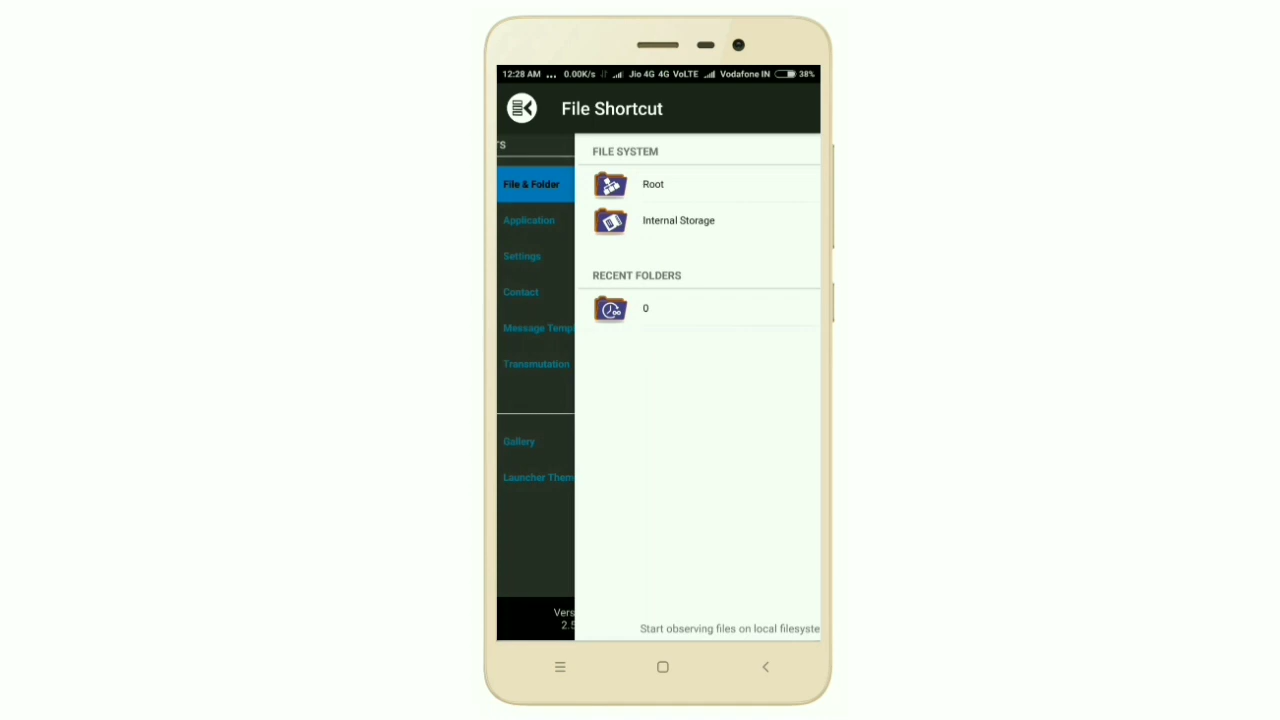 12:28 AM ... 0.00K/s Jio 4G 4G VoLTE Vodafone IN 38%
File Shortcut
TS
File & Folder
Application
Settings
Contact
Message Templ
Transmutation
Gallery
Launcher Them
Vers
2.5
FILE SYSTEM
Root
Internal Storage
RECENT FOLDERS
0
Start observing files on local filesyste